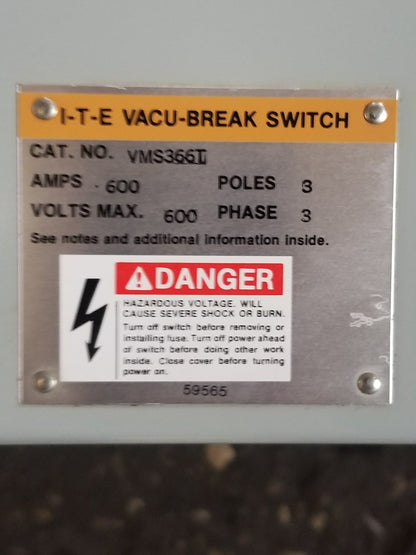 I-T-E VACU-BREAK SWITCH
CAT. NO. VMS366T
AMPS 600 POLES 3
VOLTS MAX. 600 PHASE 3
See notes and additional information inside.
DANGER
HAZARDOUS VOLTAGE. WILL
CAUSE SEVERE SHOCK OR BURN.
Turn off switch before removing or
installing fuse. Turn off power ahead
of switch before doing other work
inside. Close cover before turning
power on.
59565